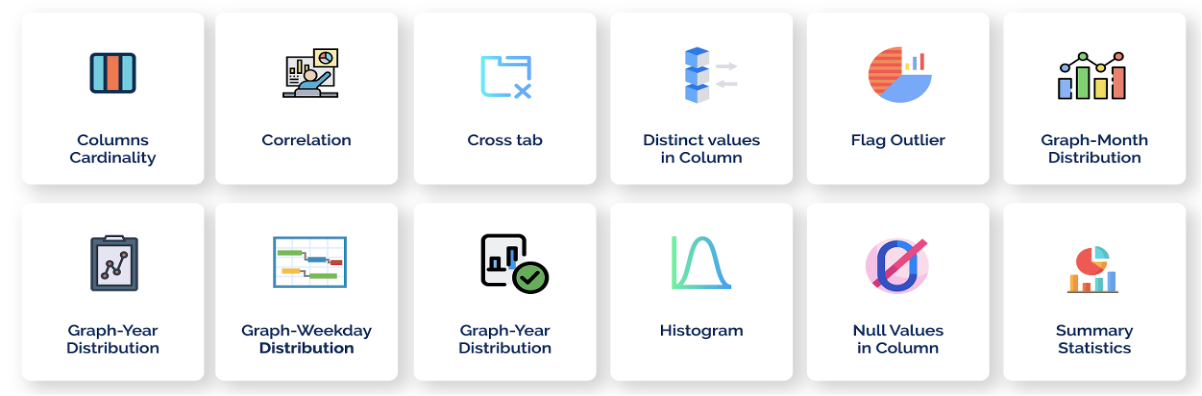 Columns
Cardinality
Correlation
Cross tab
Distinct values
in Column
Flag Outlier
Graph-Month
Distribution
Graph-Year
Distribution
Graph-Weekday
Distribution
Graph-Year
Distribution
Histogram
Null Values
in Column
Summary
Statistics